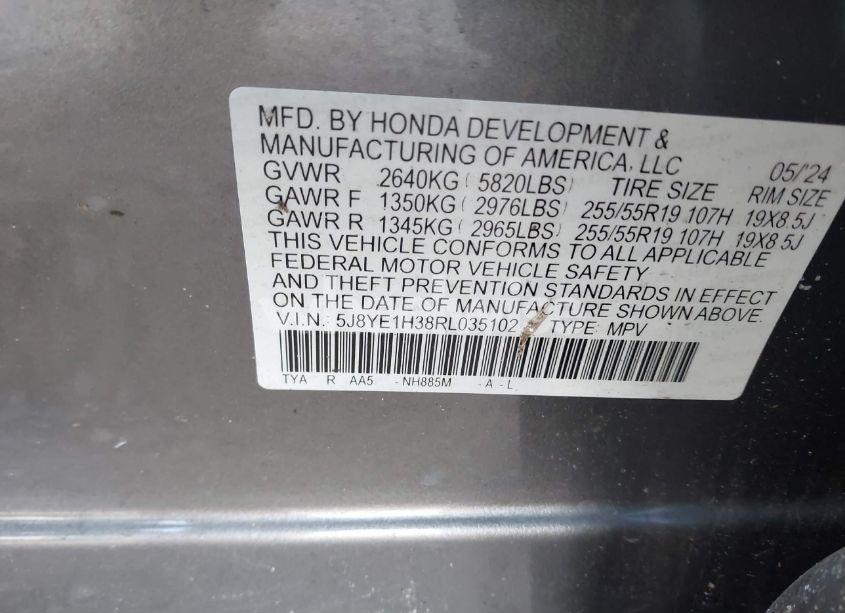 MFD. BY HONDA DEVELOPMENT &
MANUFACTURING OF AMERICA, LLC 05/'24
GVWR 2640KG ( 5820LBS) TIRE SIZE RIM SIZE
GAWR F 1350KG ( 2976LBS) 255/55R19 107H 19X8.5J
GAWR R 1345KG ( 2965LBS) 255/55R19 107H 19X8.5J
THIS VEHICLE CONFORMS TO ALL APPLICABLE
FEDERAL MOTOR VEHICLE SAFETY
AND THEFT PREVENTION STANDARDS IN EFFECT
ON THE DATE OF MANUFACTURE SHOWN ABOVE.
V.I.N.: 5J8YE1H38RL035102 TYPE: MPV
TYA R AA5 - NH885M - A - L